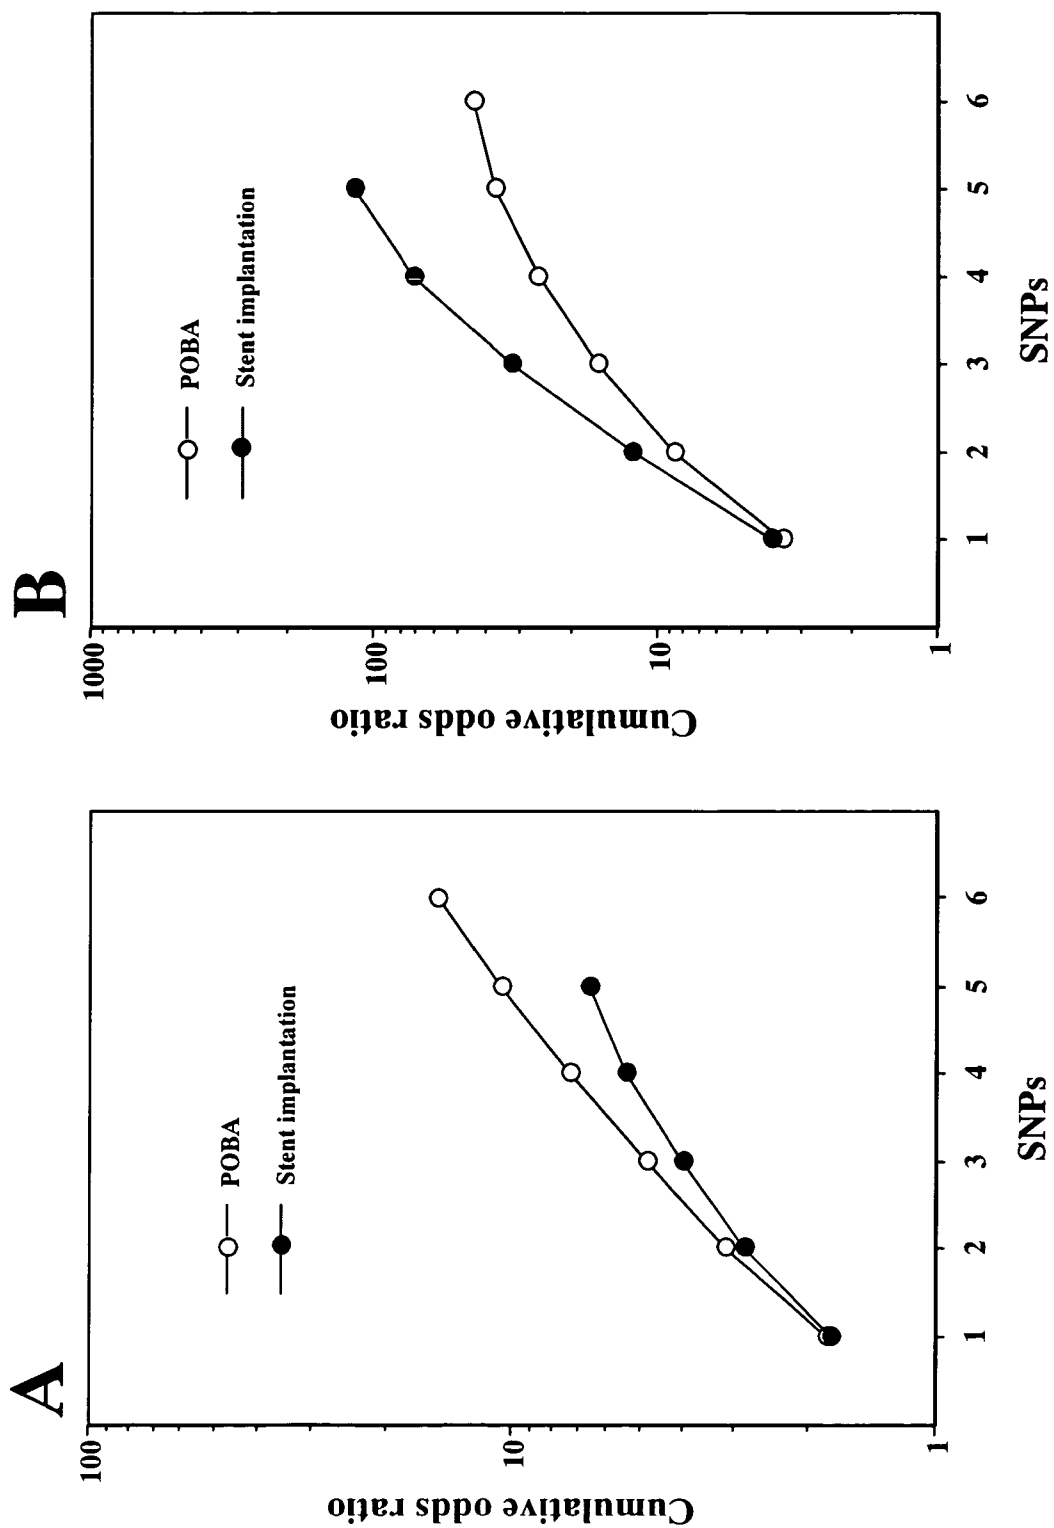 A
Cumulative odds ratio
100
10
1
POBA
Stent implantation
1
2
3
4
5
6
SNPs
B
Cumulative odds ratio
1000
100
10
1
POBA
Stent implantation
1
2
3
4
5
6
SNPs